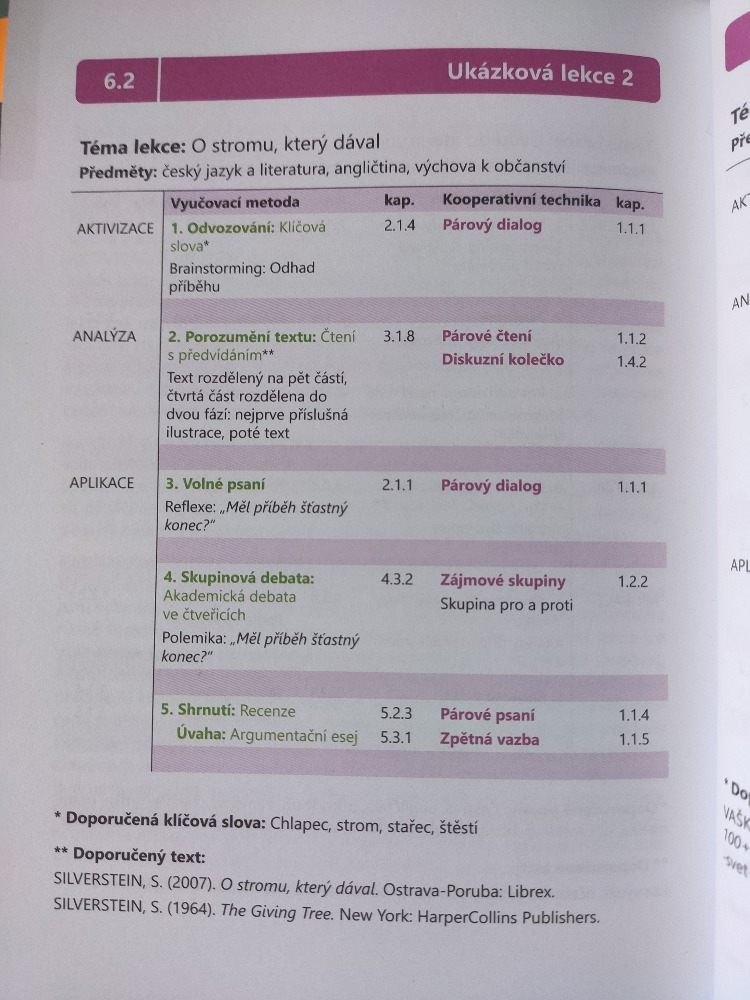 6.2 Ukázková lekce 2
Téma lekce: O stromu, který dával
Předměty: český jazyk a literatura, angličtina, výchova k občanství
Vyučovací metoda kap. Kooperativní technika kap.
AKTIVIZACE 1. Odvozování: Klíčová 2.1.4 Párový dialog 1.1.1
slova*
Brainstorming: Odhad
příběhu
ANALÝZA 2. Porozumění textu: Čtení 3.1.8 Párové čtení 1.1.2
s předvídáním** Diskuzní kolečko 1.4.2
Text rozdělený na pět částí,
čtvrtá část rozdělena do
dvou fází: nejprve příslušná
ilustrace, poté text
APLIKACE 3. Volné psaní 2.1.1 Párový dialog 1.1.1
Reflexe: „Měl příběh šťastný
konec?“
4. Skupinová debata: 4.3.2 Zájmové skupiny 1.2.2
Akademická debata Skupina pro a proti
ve čtveřicích
Polemika: „Měl příběh šťastný
konec?“
5. Shrnutí: Recenze 5.2.3 Párové psaní 1.1.4
Úvaha: Argumentační esej 5.3.1 Zpětná vazba 1.1.5
* Doporučená klíčová slova: Chlapec, strom, stařec, štěstí
** Doporučený text:
SILVERSTEIN, S. (2007). O stromu, který dával. Ostrava-Poruba: Librex.
SILVERSTEIN, S. (1964). The Giving Tree. New York: HarperCollins Publishers.